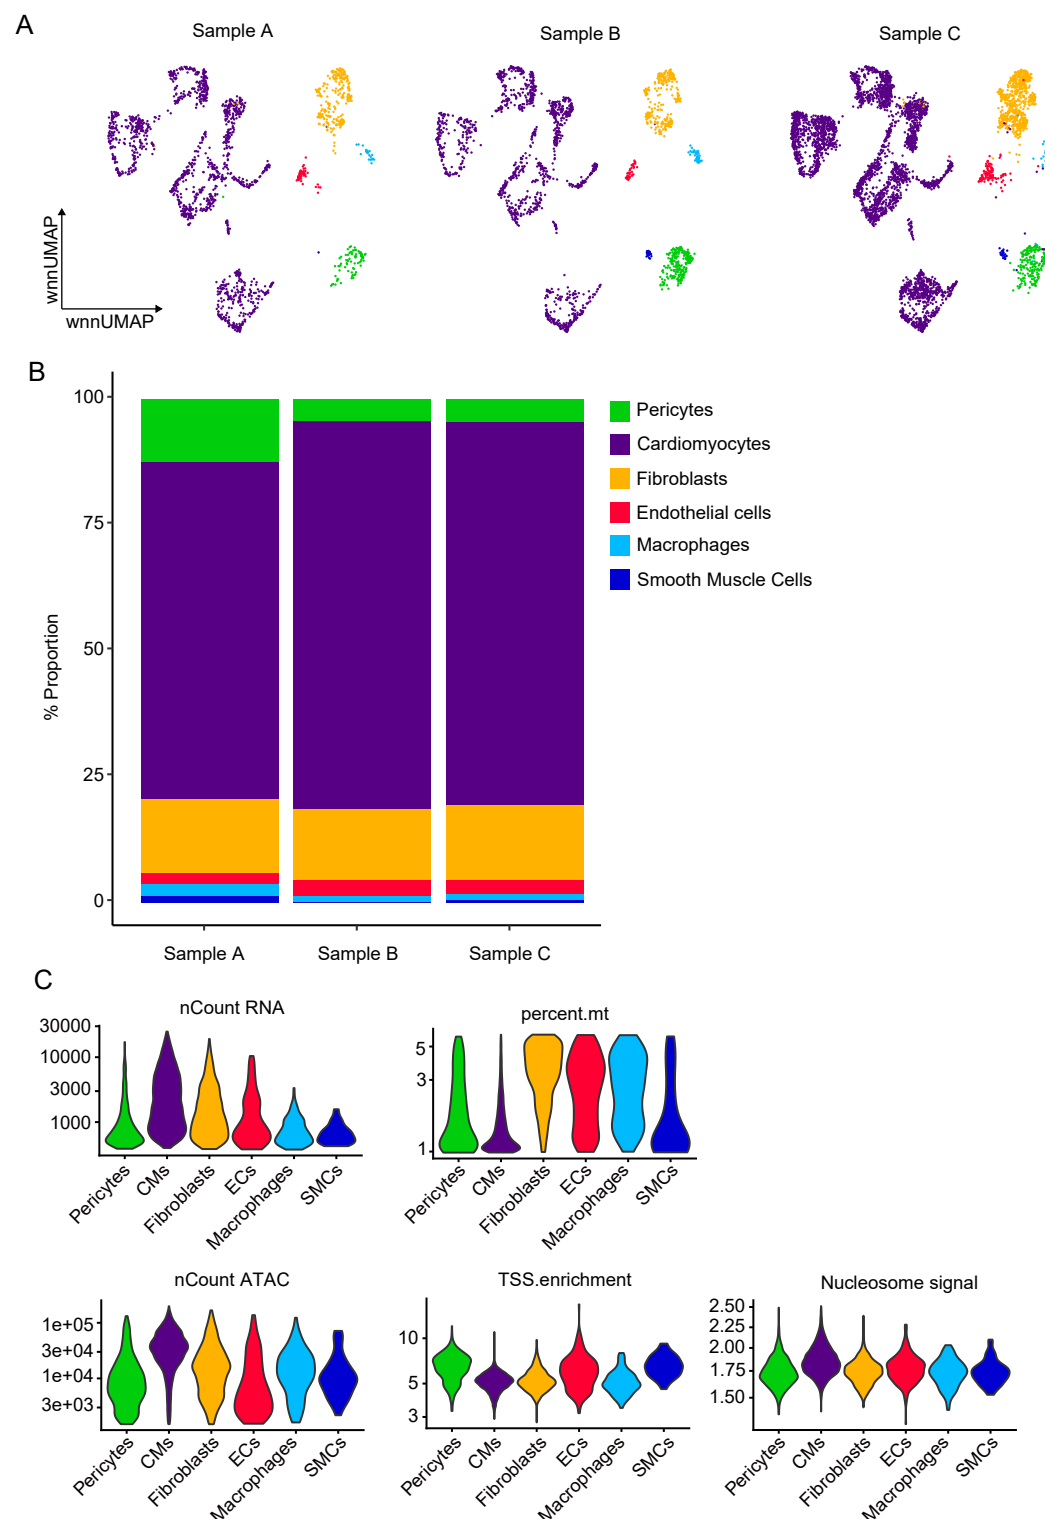 A
Sample A
Sample B
Sample C
wnnUMAP
wnnUMAP
B
100
75
50
25
0
% Proportion
Pericytes
Cardiomyocytes
Fibroblasts
Endothelial cells
Macrophages
Smooth Muscle Cells
Sample A
Sample B
Sample C
C
nCount RNA
30000
10000
3000
1000
Pericytes
CMs
Fibroblasts
ECs
Macrophages
SMCs
percent.mt
5
3
1
Pericytes
CMs
Fibroblasts
ECs
Macrophages
SMCs
nCount ATAC
1e+05
3e+04
1e+04
3e+03
Pericytes
CMs
Fibroblasts
ECs
Macrophages
SMCs
TSS.enrichment
10
5
3
Pericytes
CMs
Fibroblasts
ECs
Macrophages
SMCs
Nucleosome signal
2.50
2.25
2.00
1.75
1.50
Pericytes
CMs
Fibroblasts
ECs
Macrophages
SMCs